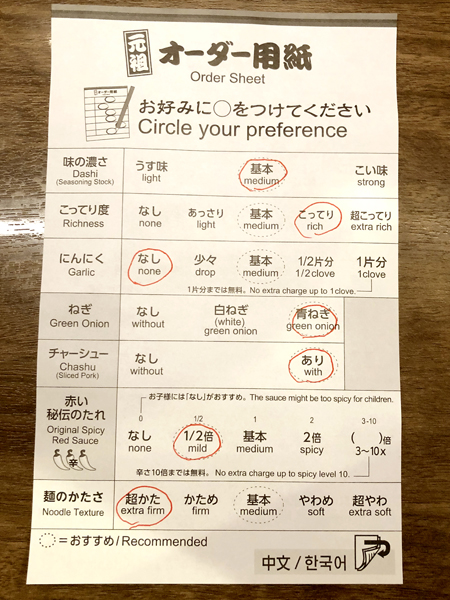 元祖 オーダー用紙
Order Sheet
お好みに○をつけてください
Circle your preference
味の濃さ
Dashi
(Seasoning Stock)
うす味 基本 こい味
light medium strong
こってり度
Richness
なし あっさり 基本 こってり 超こってり
none light medium rich extra rich
にんにく
Garlic
なし 少々 基本 1/2片分 1片分
none drop medium 1/2clove 1clove
1片分までは無料。No extra charge up to 1clove.
ねぎ
Green Onion
なし 白ねぎ 青ねぎ
without (white) green onion green onion
チャーシュー
Chashu
(Sliced Pork)
なし あり
without with
赤い
秘伝のたれ
Original Spicy
Red Sauce
辛
お子様には「なし」がおすすめ。The sauce might be too spicy for children.
0 1/2 1 2 3-10
なし 1/2倍 基本 2倍 ( )倍
none mild medium spicy 3~10x
辛さ10倍までは無料。 No extra charge up to spicy level 10.
麺のかたさ
Noodle Texture
超かた かため 基本 やわめ 超やわ
extra firm firm medium soft extra soft
=おすすめ/Recommended
中文/한국어